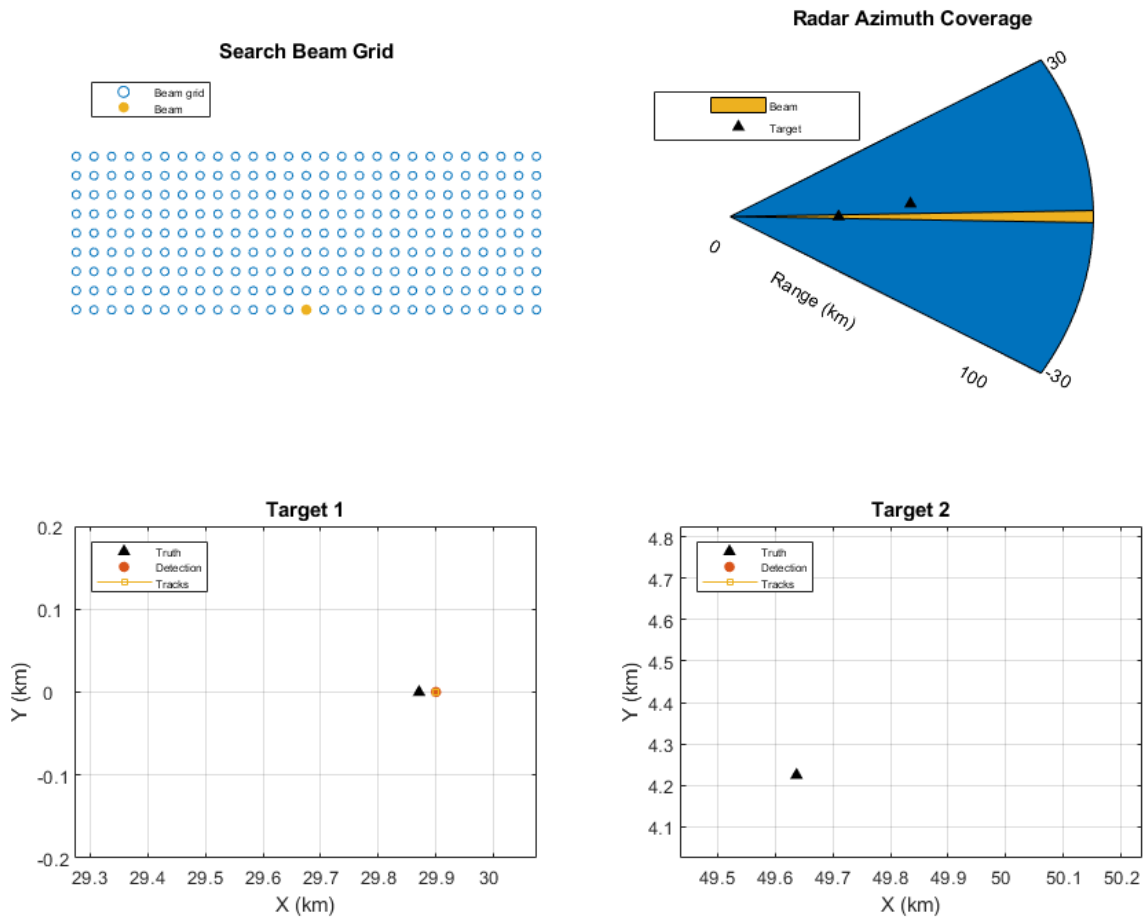 Search Beam Grid
Beam grid
Beam
Radar Azimuth Coverage
Beam
Target
30
0
Range (km)
100
-30
Target 1
Truth
Detection
Tracks
0.2
0.1
0
-0.1
-0.2
Y (km)
29.3 29.4 29.5 29.6 29.7 29.8 29.9 30
X (km)
Target 2
Truth
Detection
Tracks
4.8
4.7
4.6
4.5
4.4
4.3
4.2
4.1
Y (km)
49.5 49.6 49.7 49.8 49.9 50 50.1 50.2
X (km)